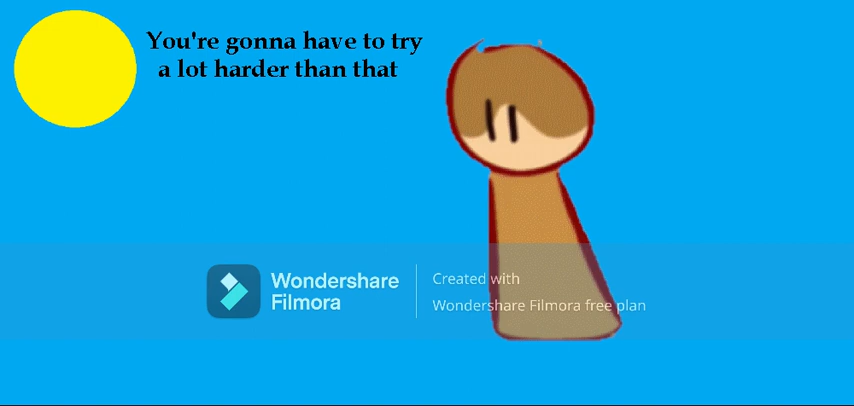 You're gonna have to try
a lot harder than that
Wondershare
Filmora
Created with
Wondershare Filmora free plan